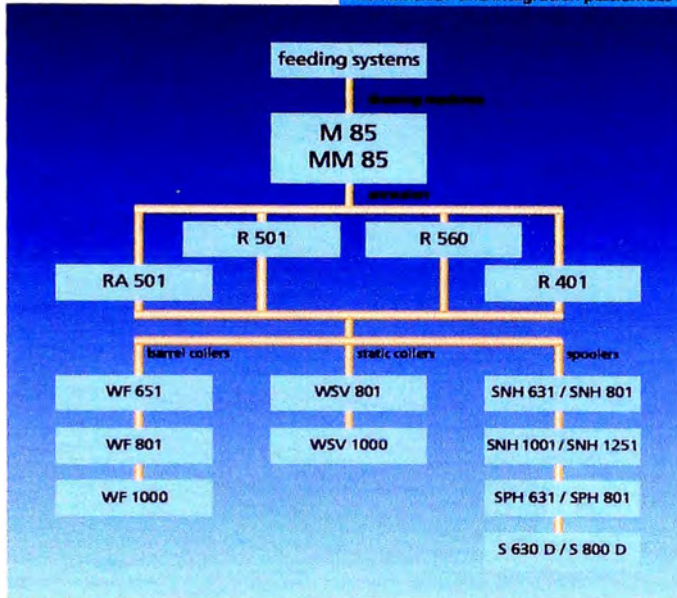 feeding systems
drawing machines
M 85
MM 85
annealers
R 501
R 560
RA 501
R 401
barrel coilers
static coilers
spoolers
WF 651
WSV 801
SNH 631 / SNH 801
WF 801
WSV 1000
SNH 1001 / SNH 1251
WF 1000
SPH 631 / SPH 801
S 630 D / S 800 D